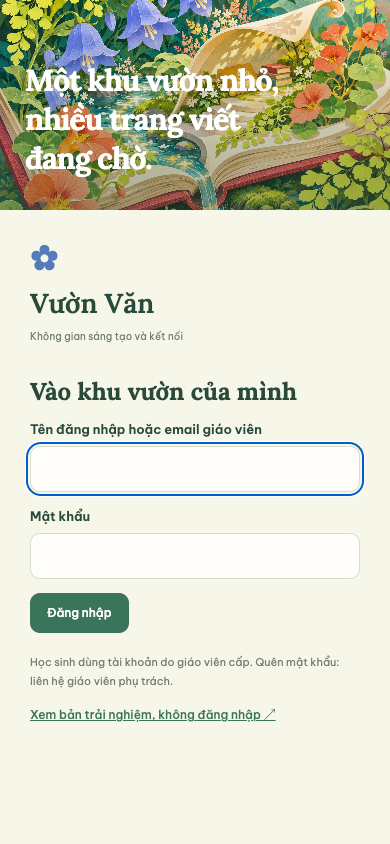 Một khu vườn nhỏ,
nhiều trang viết
đang chờ.
Vườn Văn
Không gian sáng tạo và kết nối
Vào khu vườn của mình
Tên đăng nhập hoặc email giáo viên
Mật khẩu
Đăng nhập
Học sinh dùng tài khoản do giáo viên cấp. Quên mật khẩu:
liên hệ giáo viên phụ trách.
Xem bản trải nghiệm, không đăng nhập ↗